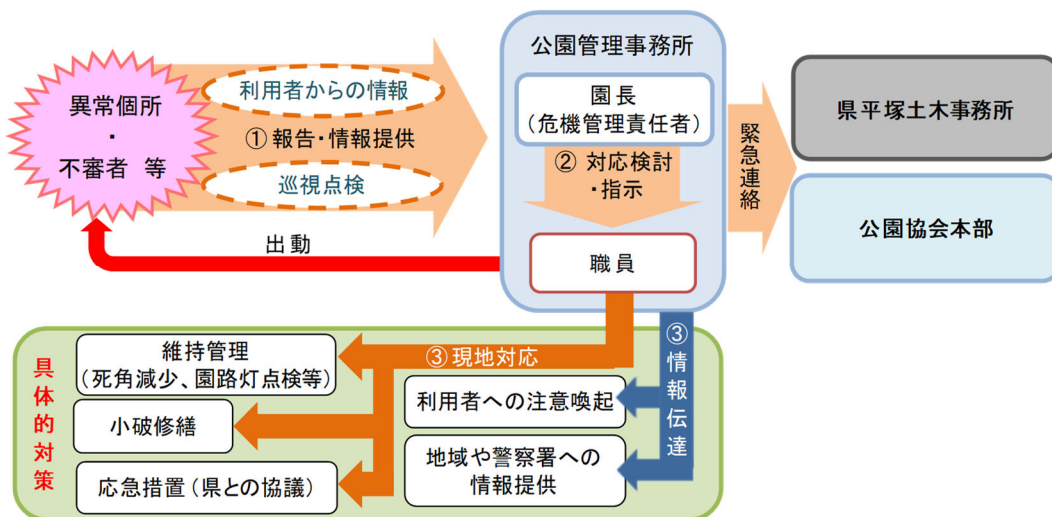 異常個所
・
不審者 等
利用者からの情報
① 報告・情報提供
巡視点検
出動
公園管理事務所
園長
（危機管理責任者）
② 対応検討
・指示
職員
緊急連絡
県平塚土木事務所
公園協会本部
具体的対策
③現地対応
維持管理
（死角減少、園路灯点検等）
小破修繕
応急措置（県との協議）
③情報伝達
利用者への注意喚起
地域や警察署への
情報提供